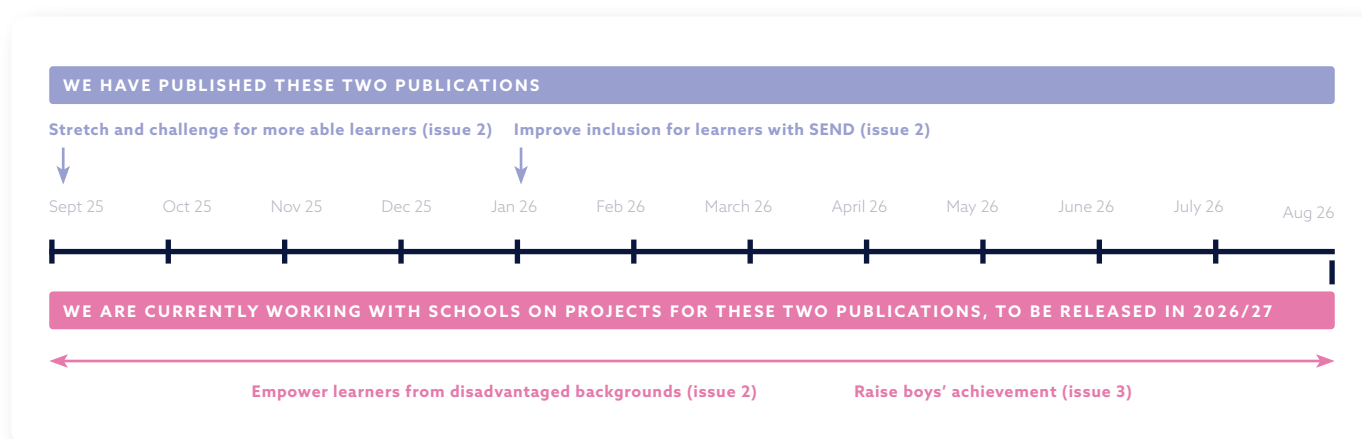 WE HAVE PUBLISHED THESE TWO PUBLICATIONS
Stretch and challenge for more able learners (issue 2) Improve inclusion for learners with SEND (issue 2)
Sept 25 Oct 25 Nov 25 Dec 25 Jan 26 Feb 26 March 26 April 26 May 26 June 26 July 26 Aug 26
WE ARE CURRENTLY WORKING WITH SCHOOLS ON PROJECTS FOR THESE TWO PUBLICATIONS, TO BE RELEASED IN 2026/27
Empower learners from disadvantaged backgrounds (issue 2) Raise boys’ achievement (issue 3)